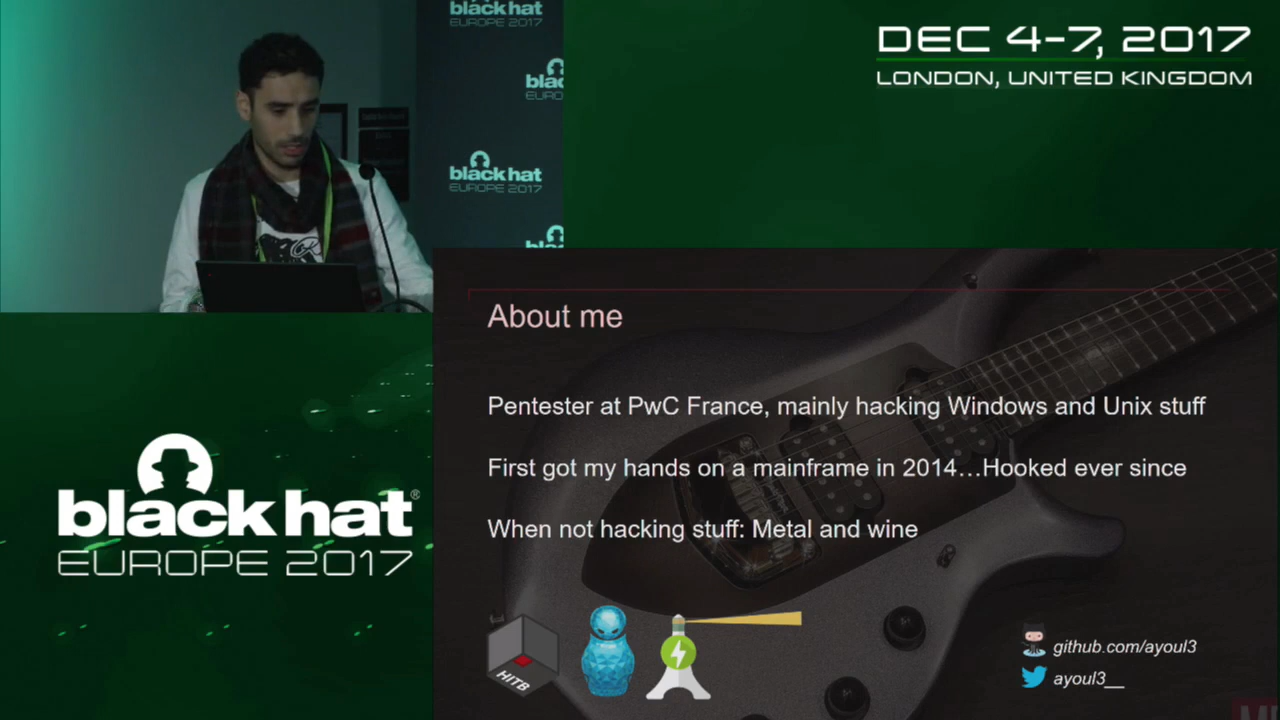 black hat
EUROPE 2017
DEC 4-7, 2017
LONDON, UNITED KINGDOM
black hat
EUROPE 2017
About me
Pentester at PwC France, mainly hacking Windows and Unix stuff
First got my hands on a mainframe in 2014…Hooked ever since
When not hacking stuff: Metal and wine
black hat®
EUROPE 2017
HITB
github.com/ayoul3
ayoul3__